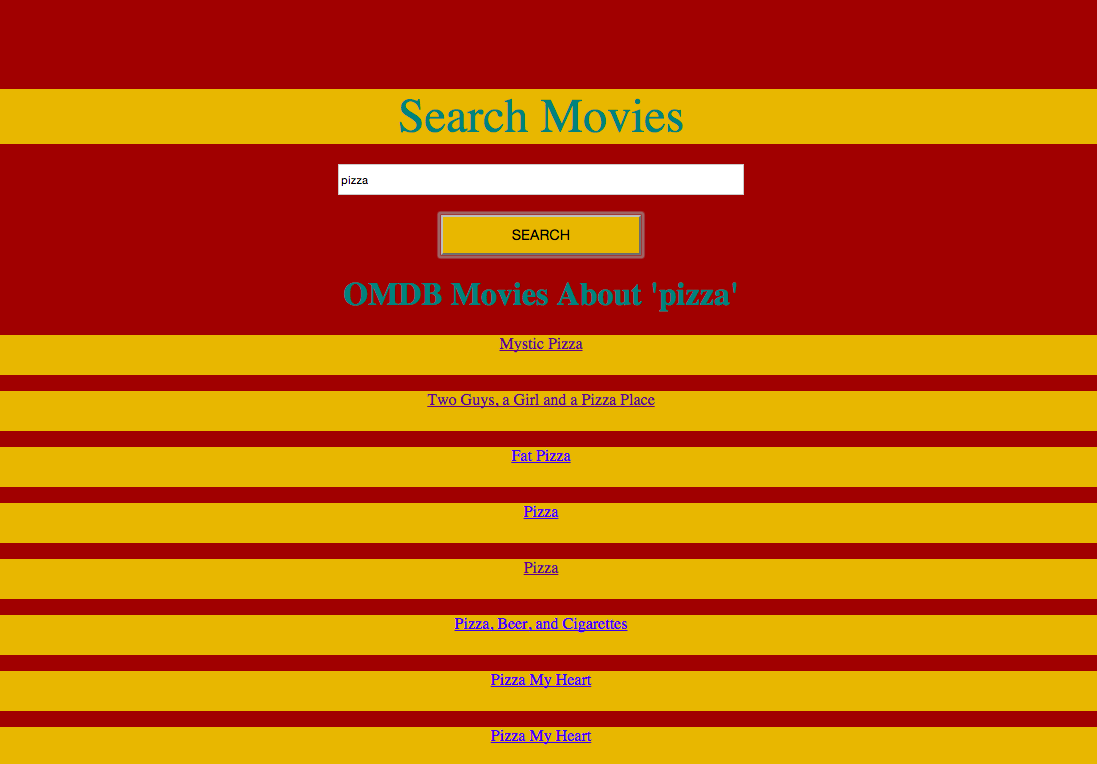 Search Movies
pizza
SEARCH
OMDB Movies About 'pizza'
Mystic Pizza
Two Guys, a Girl and a Pizza Place
Fat Pizza
Pizza
Pizza
Pizza, Beer, and Cigarettes
Pizza My Heart
Pizza My Heart